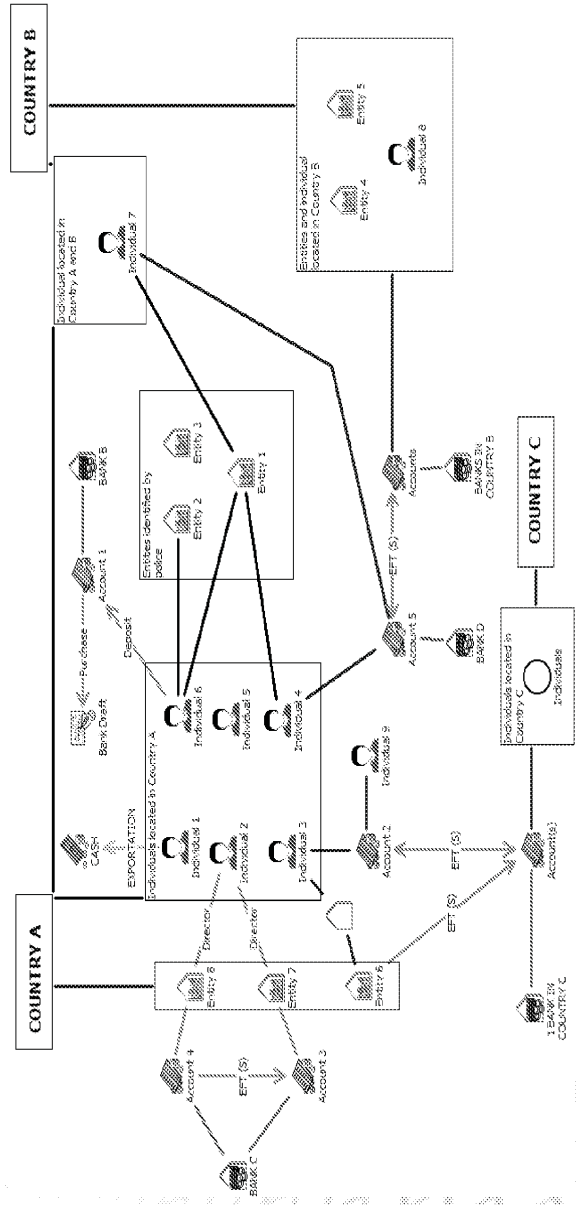 COUNTRY A
COUNTRY B
Individual located in
Country A and B
Individual 7
BANK B
Account 1
Purchase
Bank Draft
Deposit
CASH
EXPORTATION
Individuals located in Country A
Individual 1
Individual 6
Individual 2
Individual 5
Individual 3
Individual 4
Entities identified by
police
Entity 2
Entity 3
Entity 1
Director
Director
Entity 8
Entity 7
Entity 6
Account 4
EFT (S)
Account 3
BANK C
Account 2
Individual 9
Account 5
BANK D
EFT (S)
Accounts
BANKS IN
COUNTRY B
Entities and individual
located in Country B
Entity 4
Entity 5
Individual 8
EFT (S)
EFT (S)
Account(s)
1 BANK IN
COUNTRY C
Individuals located in
Country C
Individuals
COUNTRY C